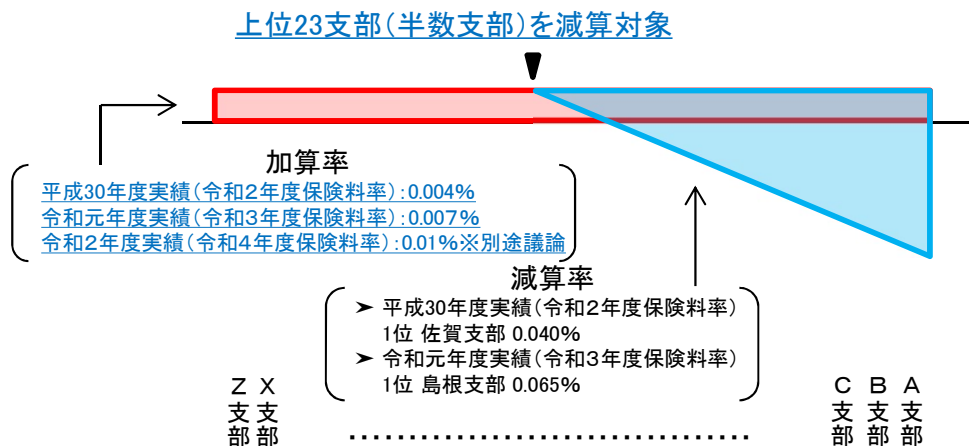 上位23支部(半数支部)を減算対象
加算率
平成30年度実績(令和2年度保険料率):0.004%
令和元年度実績(令和3年度保険料率):0.007%
令和2年度実績(令和4年度保険料率):0.01%※別途議論
減算率
➤ 平成30年度実績(令和2年度保険料率)
1位 佐賀支部 0.040%
➤ 令和元年度実績(令和3年度保険料率)
1位 島根支部 0.065%
Z支部
X支部
C支部
B支部
A支部